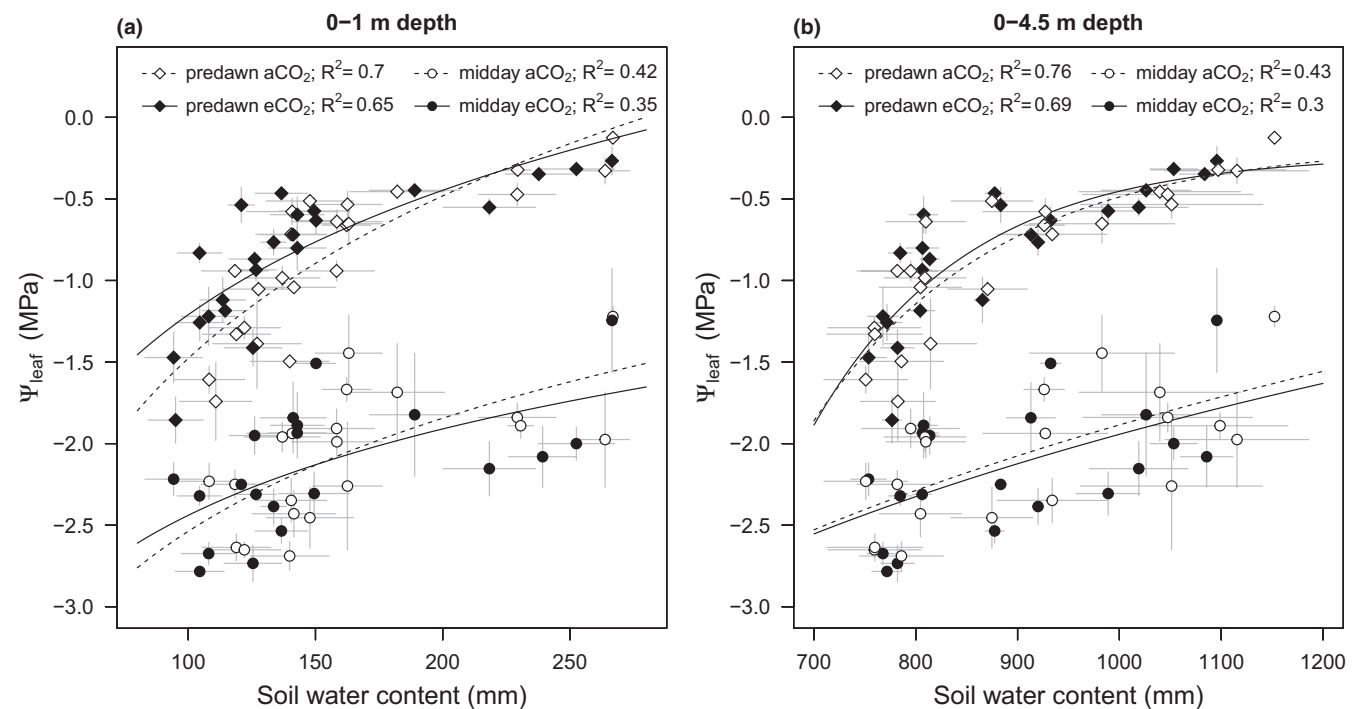 (a) 0−1 m depth
predawn aCO₂; R²= 0.7 midday aCO₂; R²= 0.42
predawn eCO₂; R²= 0.65 midday eCO₂; R²= 0.35
0.0
−0.5
−1.0
−1.5
−2.0
−2.5
−3.0
Ψleaf (MPa)
100 150 200 250
Soil water content (mm)
(b) 0−4.5 m depth
predawn aCO₂; R²= 0.76 midday aCO₂; R²= 0.43
predawn eCO₂; R²= 0.69 midday eCO₂; R²= 0.3
0.0
−0.5
−1.0
−1.5
−2.0
−2.5
−3.0
Ψleaf (MPa)
700 800 900 1000 1100 1200
Soil water content (mm)